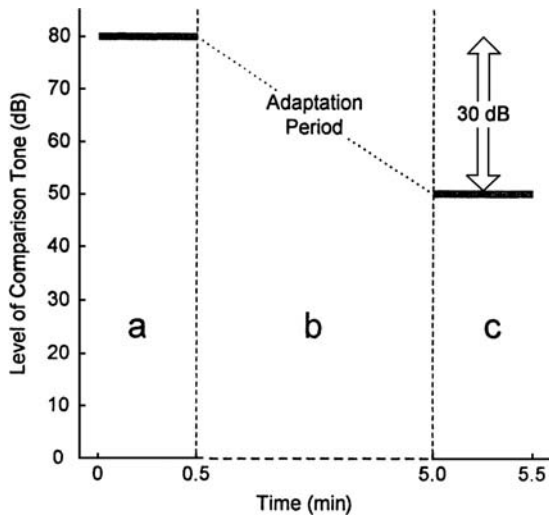 Level of Comparison Tone (dB)
80
70
60
50
40
30
20
10
0
Adaptation
Period
30 dB
a
b
c
0
0.5
5.0
5.5
Time (min)